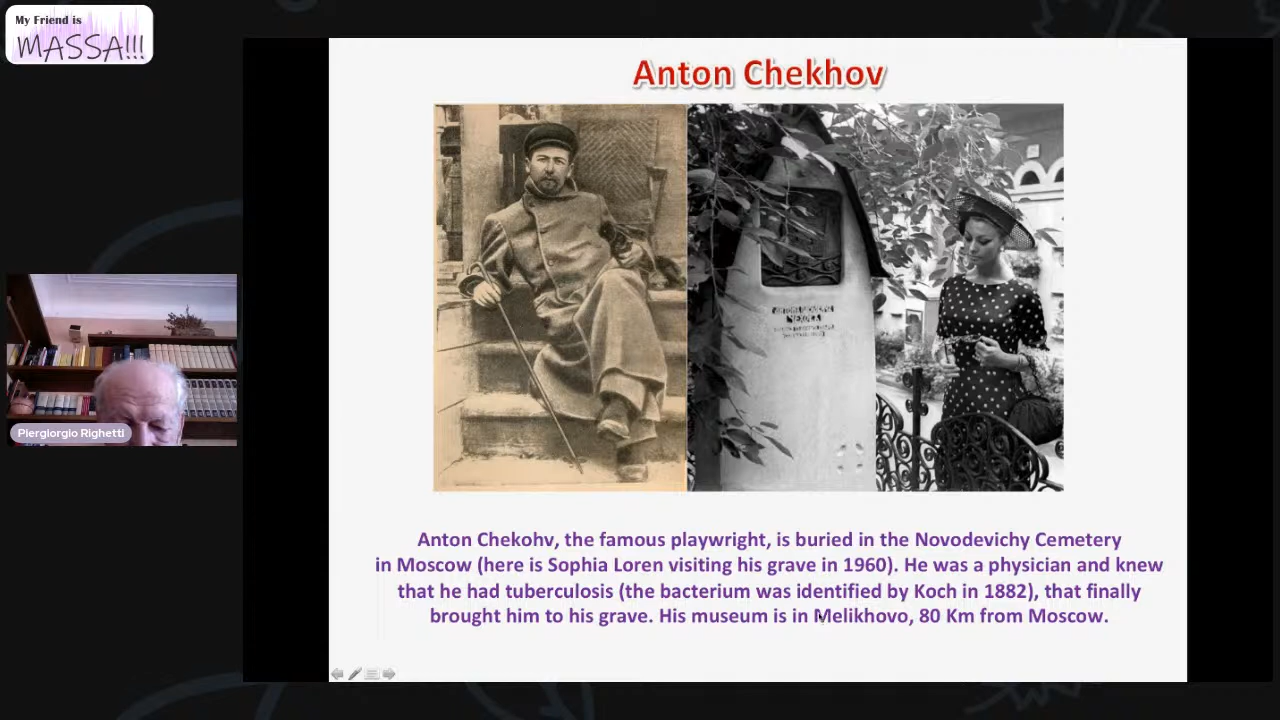 My Friend is
MASSA!!!
Anton Chekhov
Piergiorgio Righetti
Anton Chekohv, the famous playwright, is buried in the Novodevichy Cemetery
in Moscow (here is Sophia Loren visiting his grave in 1960). He was a physician and knew
that he had tuberculosis (the bacterium was identified by Koch in 1882), that finally
brought him to his grave. His museum is in Melikhovo, 80 Km from Moscow.